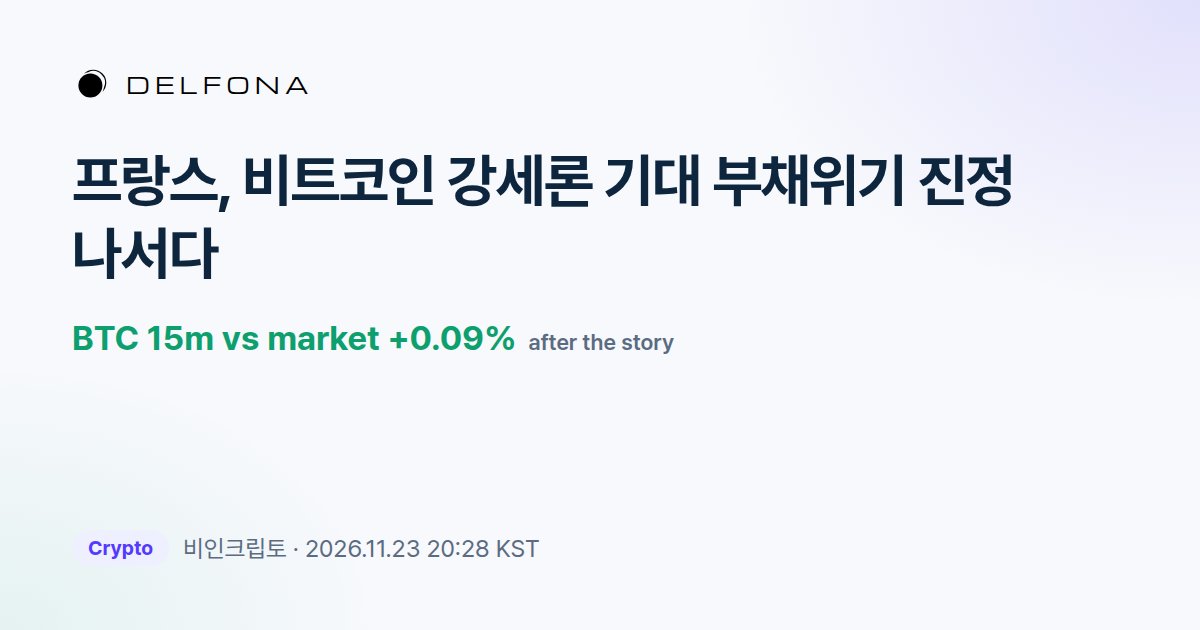 DELFONA
프랑스, 비트코인 강세론 기대 부채위기 진정
나서다
BTC 15m vs market +0.09% after the story
Crypto 비인크립토 · 2026.11.23 20:28 KST